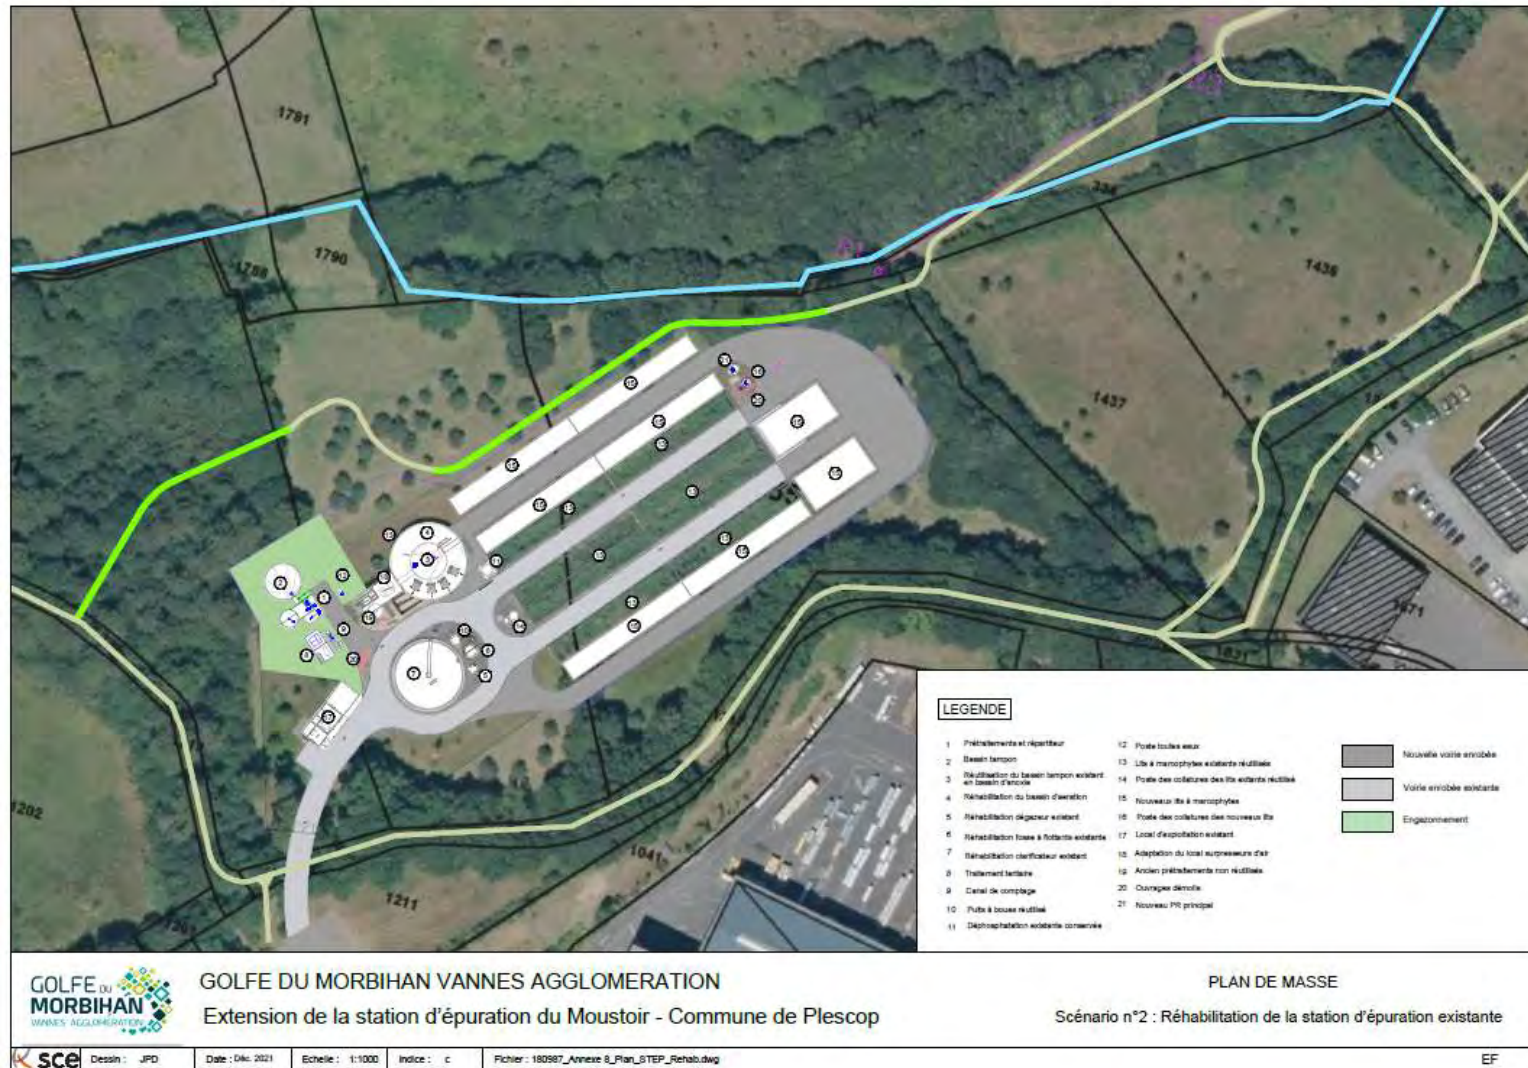 1791
1790
1788
334
1436
1437
1211
1041
1202
1671
LEGENDE
1 Prétraitements et répartiteur
2 Bassin tampon
3 Réutilisation du bassin tampon existant
en bassin d'anoxie
4 Réhabilitation du bassin d'aération
5 Réhabilitation dégazeur existant
6 Réhabilitation fosse à flottants existante
7 Réhabilitation clarificateur existant
8 Traitement tertiaire
9 Canal de comptage
10 Puits à boues réutilisé
11 Déphosphatation existante conservée
12 Poste toutes eaux
13 Lits à macrophytes existants réutilisés
14 Poste des colatures des lits exitants réutilisé
15 Nouveaux lits à macrophytes
16 Poste des colatures des nouveaux lits
17 Local d'exploitation existant
18 Adaptation du local surpresseurs d'air
19 Ancien prétraitements non réutilisés
20 Ouvrages démolis
21 Nouveau PR principal
Nouvelle voirie enrobée
Voirie enrobée existante
Engazonnement
GOLFE DU
MORBIHAN
VANNES AGGLOMÉRATION
GOLFE DU MORBIHAN VANNES AGGLOMERATION
Extension de la station d'épuration du Moustoir - Commune de Plescop
PLAN DE MASSE
Scénario n°2 : Réhabilitation de la station d'épuration existante
sce
Dessin : JPD
Date : Déc. 2021
Echelle : 1:1000
Indice : c
Fichier : 180987_Annexe 8_Plan_STEP_Rehab.dwg
EF